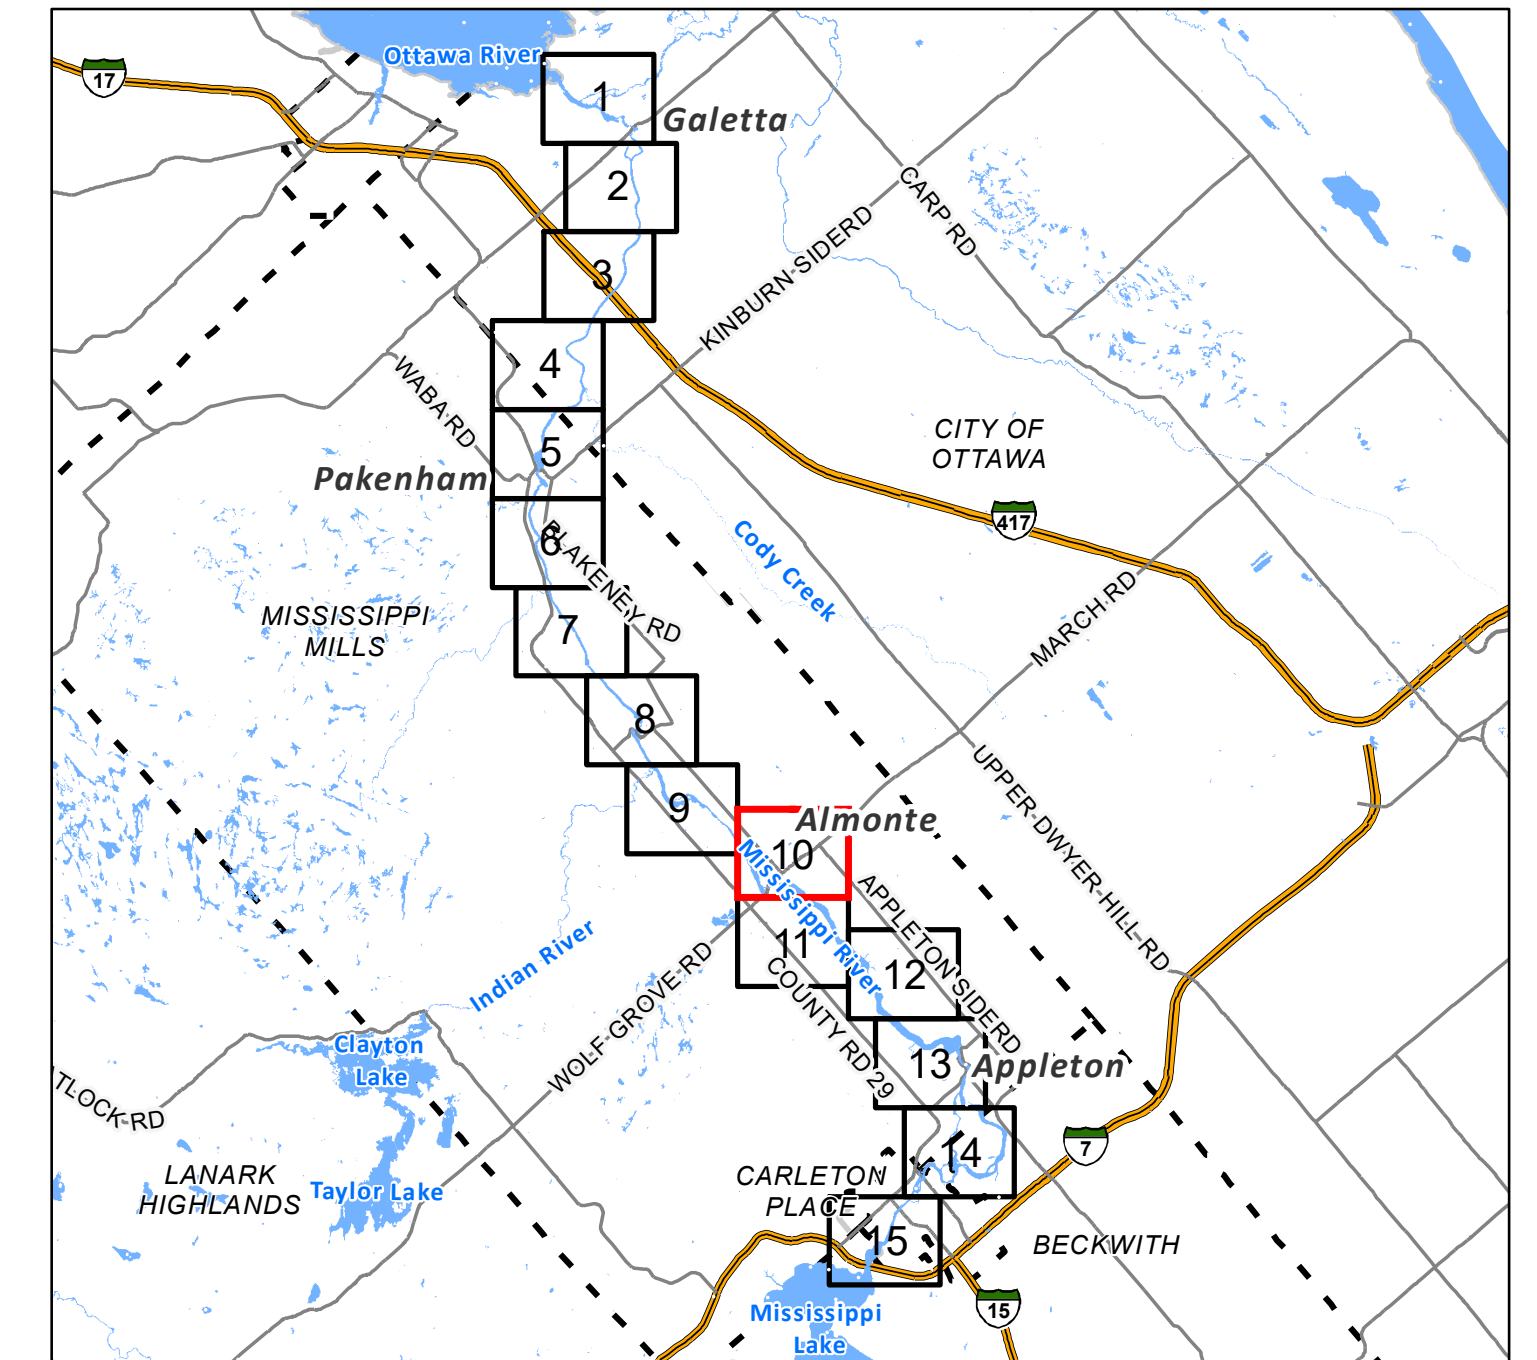 Ottawa River
17
1
Galetta
2
CARP RD
KINBURN SIDERD
3
4
WABA RD
CITY OF
OTTAWA
5
Pakenham
417
6
BLAKENEY RD
Cody Creek
MARCH RD
MISSISSIPPI
MILLS
7
8
UPPER DWYER HILL RD
9
Almonte
10
Mississippi River
APPLETON SIDERD
11
12
Indian River
WOLF GROVE RD
COUNTY RD 29
Clayton
Lake
13
Appleton
TLOCK RD
14
7
LANARK
HIGHLANDS
Taylor Lake
CARLETON
PLACE
15
BECKWITH
15
Mississippi
Lake